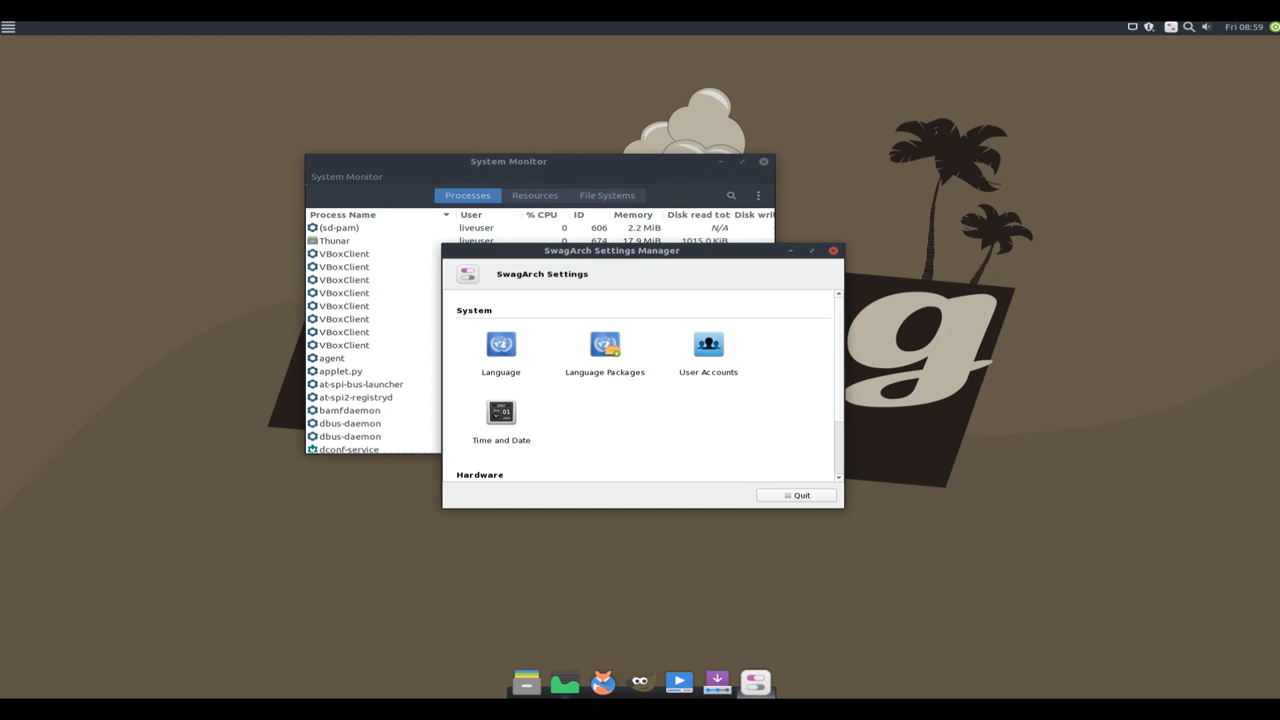 Fri 08:59
System Monitor
System Monitor
Processes Resources File Systems
Process Name User % CPU ID Memory Disk read tot Disk writ
(sd-pam) liveuser 0 606 2.2 MiB N/A
Thunar liveuser 0 674 17.9 MiB 1015.0 KiB
VBoxClient
VBoxClient
VBoxClient
VBoxClient
VBoxClient
VBoxClient
VBoxClient
VBoxClient
agent
applet.py
at-spi-bus-launcher
at-spi2-registryd
bamfdaemon
dbus-daemon
dbus-daemon
dconf-service
SwagArch Settings Manager
SwagArch Settings
System
Language Language Packages User Accounts
Time and Date
Hardware
Quit
g